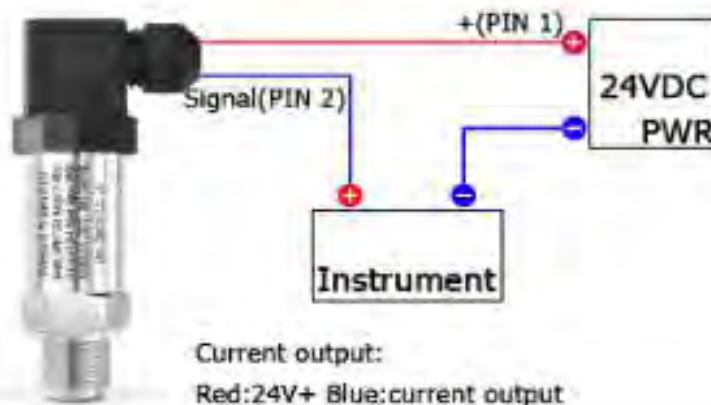 +(PIN 1)
Signal(PIN 2)
24VDC
PWR
Instrument
Current output:
Red:24V+ Blue:current output